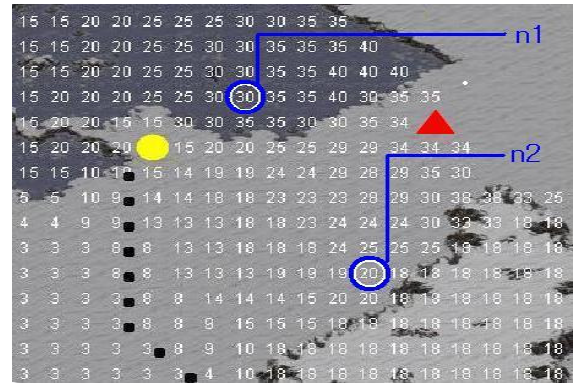 15 15 20 20 25 25 25 30 30 35 35
15 15 20 20 25 25 30 30 35 35 35 40
n1
15 15 20 20 25 25 30 30 35 35 40 40 40
15 20 20 20 25 25 30 30 35 35 40 30 35 35
15 20 20 15 15 30 30 35 35 30 30 35 34
15 20 20 20 15 20 20 25 25 29 29 34 34 34
n2
15 15 10 15 14 19 19 24 24 29 28 29 35 30
5 5 10 9 14 14 18 18 23 23 23 28 29 30 38 38 33 25
4 4 9 9 13 13 13 18 18 23 24 24 24 30 33 33 18 18
3 3 3 8 8 13 13 18 18 18 24 25 25 25 18 18 18 18
3 3 3 8 8 13 13 13 19 19 19 20 18 18 18 18 18 18
3 3 3 8 8 8 14 14 14 15 20 20 18 18 18 18 18 18
3 3 3 3 8 8 9 15 15 15 18 18 18 18 18 18 18 18
3 3 3 3 3 8 9 10 18 18 18 18 18 18 18 18 18 18
3 3 3 3 3 3 4 10 18 18 18 18 18 18 18 18 18 18